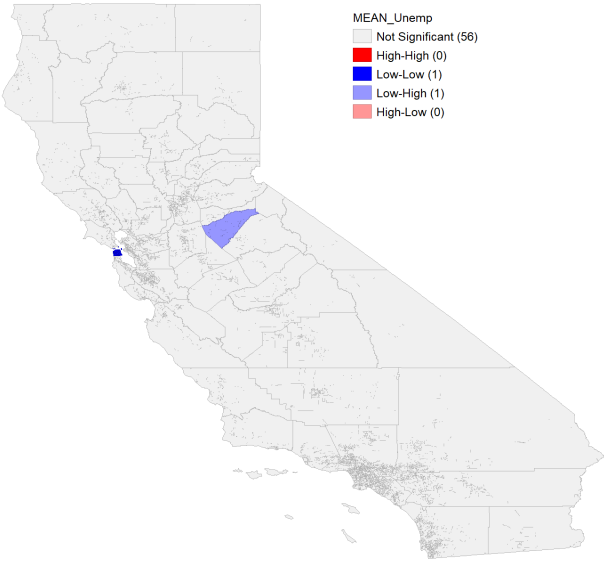 MEAN_Unemp
Not Significant (56)
High-High (0)
Low-Low (1)
Low-High (1)
High-Low (0)